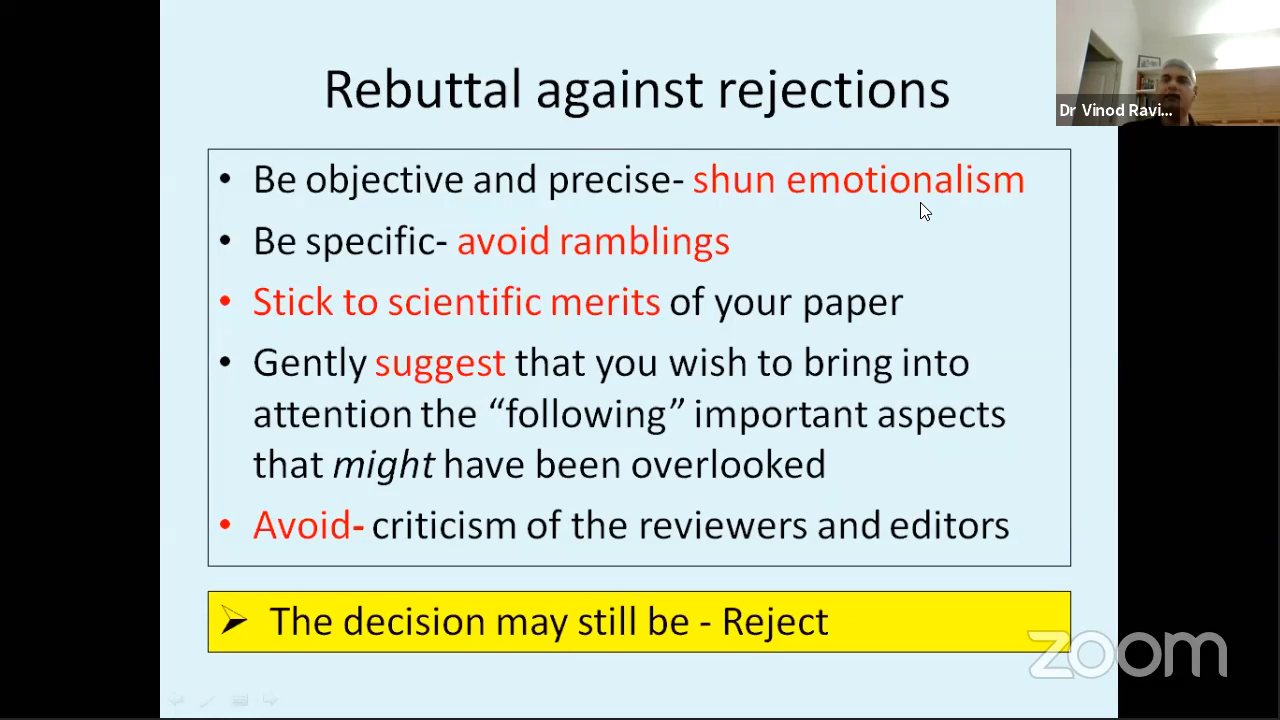 Rebuttal against rejections
Dr Vinod Ravi...
• Be objective and precise- shun emotionalism
• Be specific- avoid ramblings
• Stick to scientific merits of your paper
• Gently suggest that you wish to bring into
attention the “following” important aspects
that might have been overlooked
• Avoid- criticism of the reviewers and editors
➢ The decision may still be - Reject
zoom